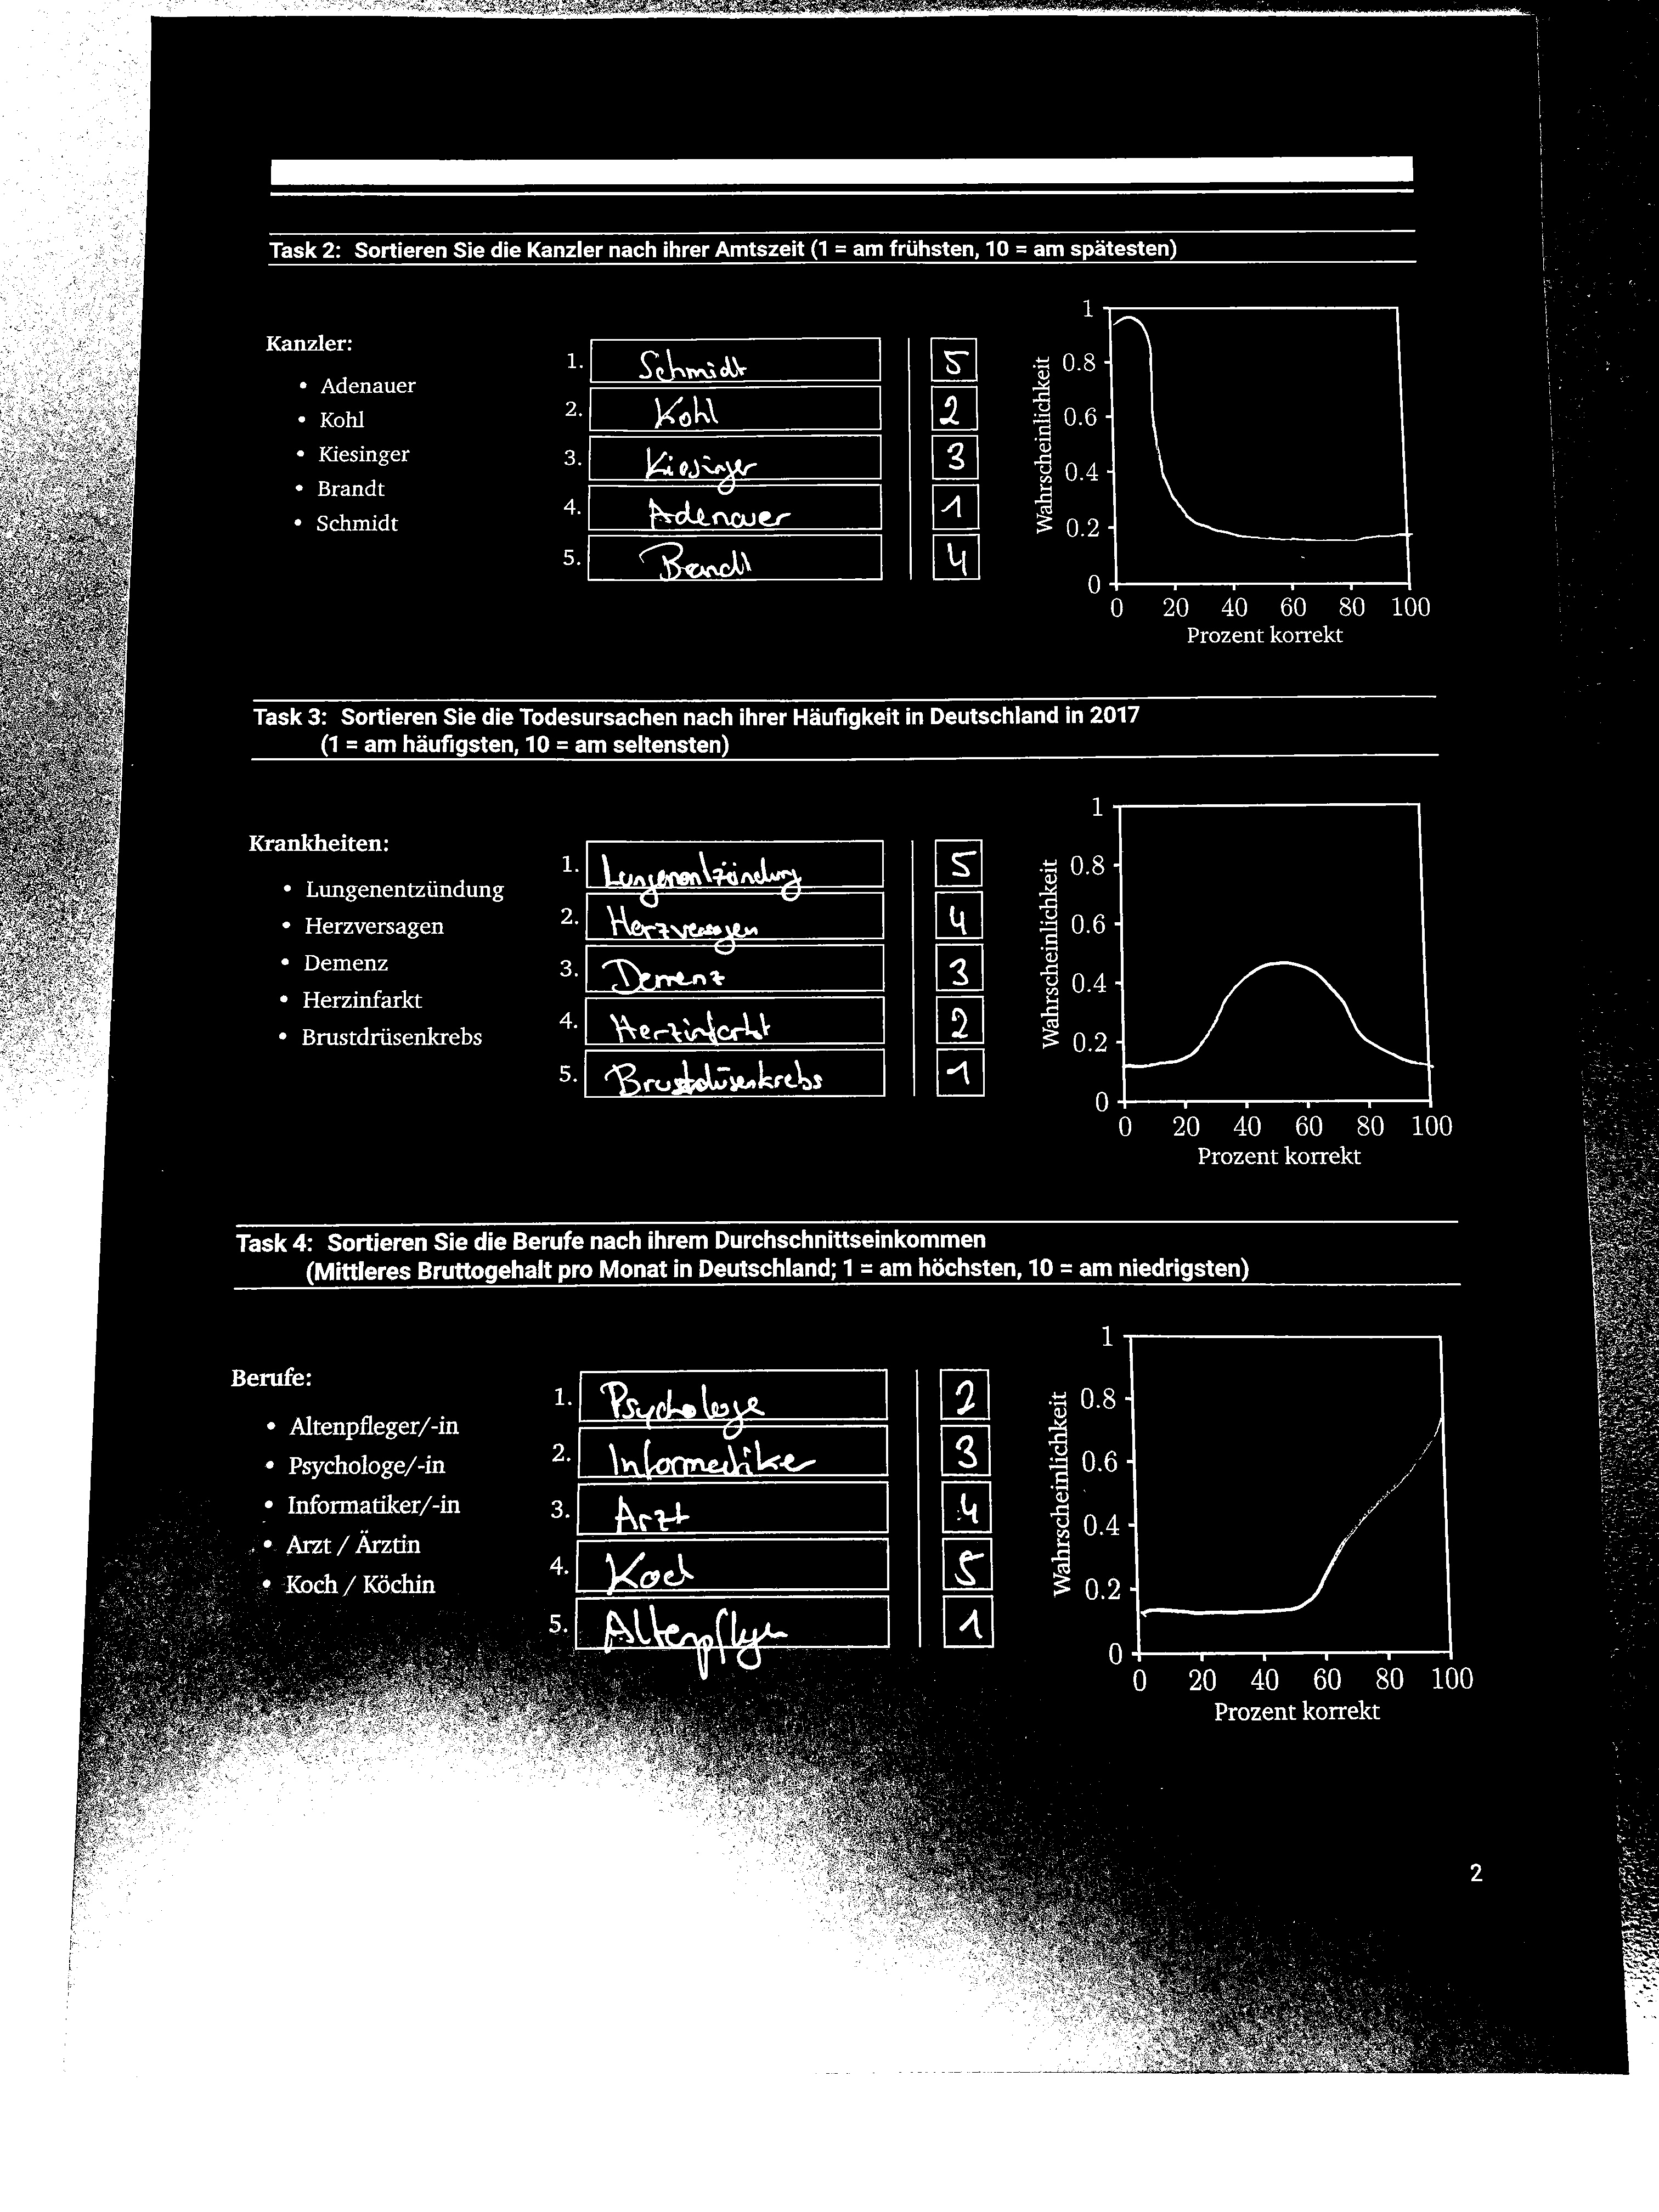 Task 2: Sortieren Sie die Kanzler nach ihrer Amtszeit (1 = am frühsten, 10 = am spätesten)
Kanzler:
• Adenauer
• Kohl
• Kiesinger
• Brandt
• Schmidt
1. Schmidt 5
2. Kohl 2
3. Kiesinger 3
4. Adenauer 1
5. Brandt 4
Wahrscheinlichkeit
1
0.8
0.6
0.4
0.2
0
0 20 40 60 80 100
Prozent korrekt
Task 3: Sortieren Sie die Todesursachen nach ihrer Häufigkeit in Deutschland in 2017
(1 = am häufigsten, 10 = am seltensten)
Krankheiten:
• Lungenentzündung
• Herzversagen
• Demenz
• Herzinfarkt
• Brustdrüsenkrebs
1. Lungenentzündung 5
2. Herzversagen 4
3. Demenz 3
4. Herzinfarkt 2
5. Brustdrüsenkrebs 1
Wahrscheinlichkeit
1
0.8
0.6
0.4
0.2
0
0 20 40 60 80 100
Prozent korrekt
Task 4: Sortieren Sie die Berufe nach ihrem Durchschnittseinkommen
(Mittleres Bruttogehalt pro Monat in Deutschland; 1 = am höchsten, 10 = am niedrigsten)
Berufe:
• Altenpfleger/-in
• Psychologe/-in
• Informatiker/-in
• Arzt / Ärztin
• Koch / Köchin
1. Psychologe 2
2. Informatiker 3
3. Arzt 4
4. Koch 5
5. Altenpfleger 1
Wahrscheinlichkeit
1
0.8
0.6
0.4
0.2
0
0 20 40 60 80 100
Prozent korrekt
2